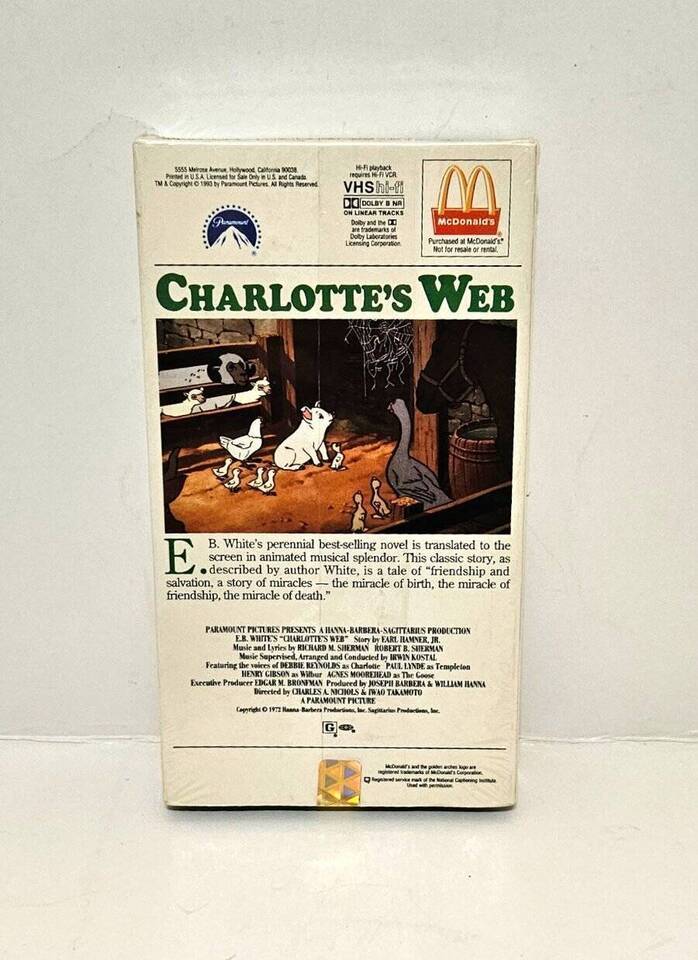 5555 Melrose Avenue, Hollywood, California 90038.
Printed in U.S.A. Licensed for Sale Only in U.S. and Canada.
TM & Copyright © 1993 by Paramount Pictures. All Rights Reserved.
Paramount
®
Hi-Fi playback
requires Hi-Fi VCR
VHS hi-fi
DOLBY B NR
ON LINEAR TRACKS
Dolby and the
are trademarks of
Dolby Laboratories
Licensing Corporation.
McDonald's
®
Purchased at McDonald's®
Not for resale or rental.
CHARLOTTE'S WEB
E. B. White's perennial best-selling novel is translated to the
screen in animated musical splendor. This classic story, as
described by author White, is a tale of "friendship and
salvation, a story of miracles — the miracle of birth, the miracle of
friendship, the miracle of death."
PARAMOUNT PICTURES PRESENTS A HANNA-BARBERA-SAGITTARIUS PRODUCTION
E.B. WHITE'S "CHARLOTTE'S WEB" Story by EARL HAMNER, JR.
Music and Lyrics by RICHARD M. SHERMAN ROBERT B. SHERMAN
Music Supervised, Arranged and Conducted by IRWIN KOSTAL
Featuring the voices of DEBBIE REYNOLDS as Charlotte PAUL LYNDE as Templeton
HENRY GIBSON as Wilbur AGNES MOOREHEAD as The Goose
Executive Producer EDGAR M. BRONFMAN Produced by JOSEPH BARBERA & WILLIAM HANNA
Directed by CHARLES A. NICHOLS & IWAO TAKAMOTO
A PARAMOUNT PICTURE
Copyright © 1972 Hanna-Barbera Productions, Inc. Sagittarius Productions, Inc.
G
McDonald's and the golden arches logo are
registered trademarks of McDonald's Corporation.
Registered service mark of the National Captioning Institute
Used with permission.